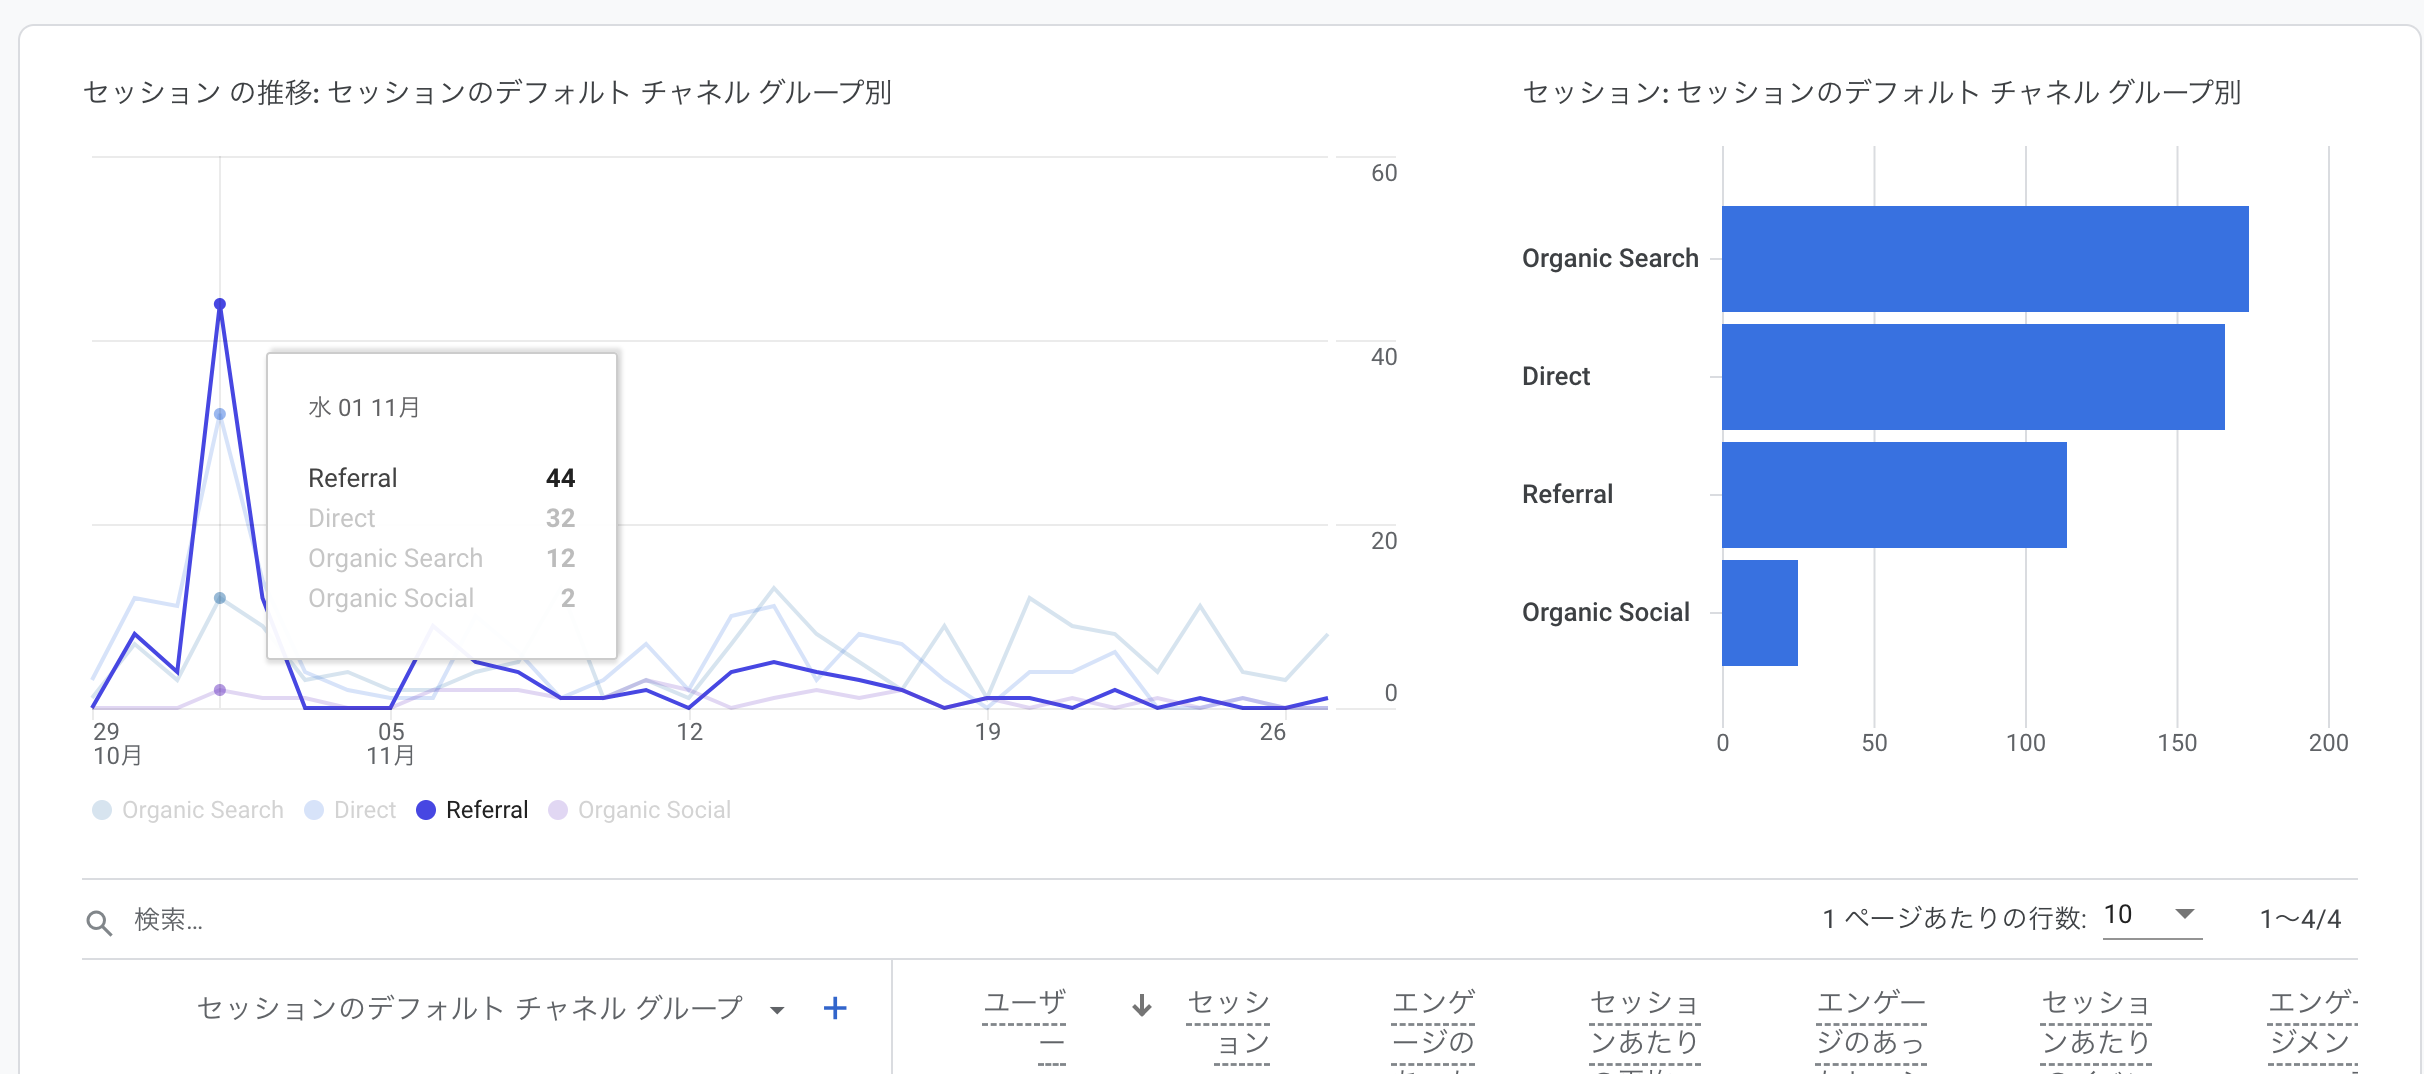 セッション の推移: セッションのデフォルト チャネル グループ別
60
40
20
0
水 01 11月
Referral 44
Direct 32
Organic Search 12
Organic Social 2
29 05 12 19 26
10月 11月
Organic Search Direct Referral Organic Social
セッション: セッションのデフォルト チャネル グループ別
Organic Search
Direct
Referral
Organic Social
0 50 100 150 200
検索...
1 ページあたりの行数: 10 1～4/4
セッションのデフォルト チャネル グループ
ユーザ
ー
セッシ
ョン
エンゲ
ージの
セッショ
ンあたり
エンゲー
ジのあっ
セッショ
ンあたり
エンゲー
ジメン